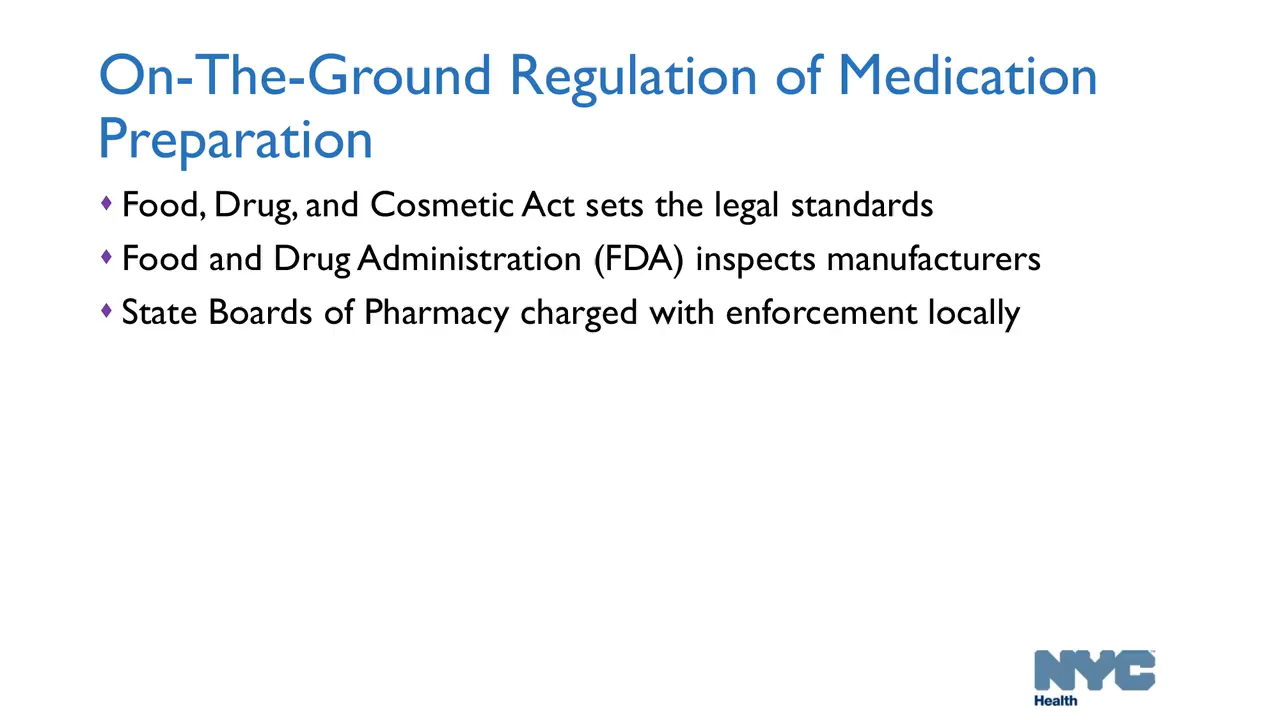 On-The-Ground Regulation of Medication
Preparation
Food, Drug, and Cosmetic Act sets the legal standards
Food and Drug Administration (FDA) inspects manufacturers
State Boards of Pharmacy charged with enforcement locally
NYC
Health